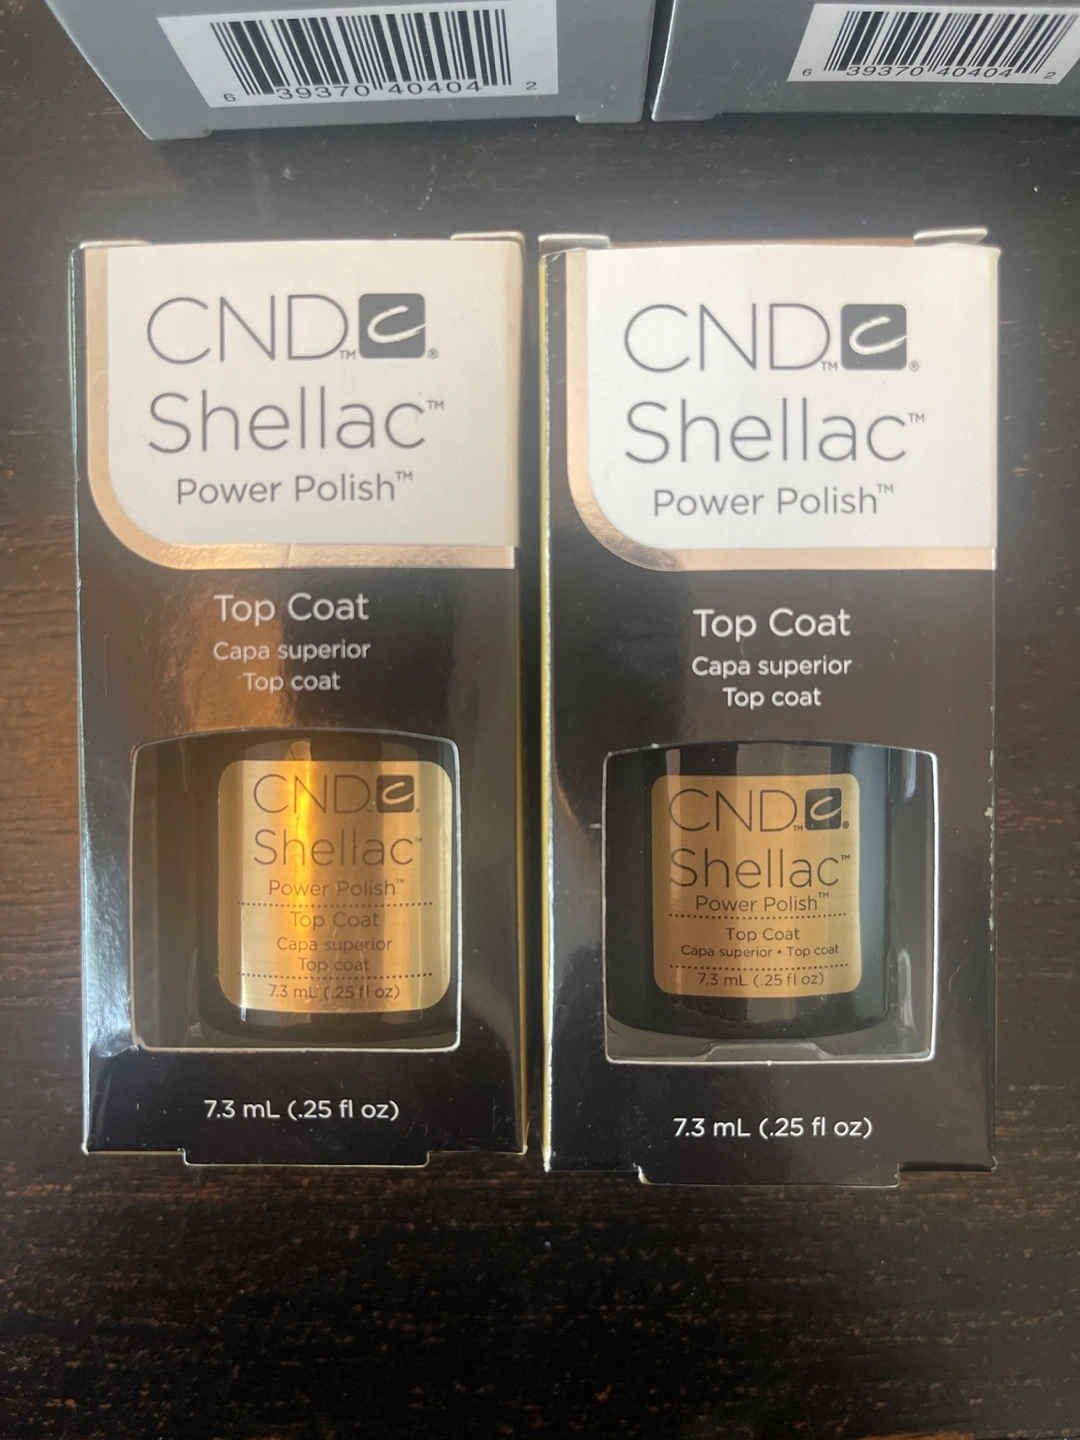 6 39370 40404 2
6 39370 40404 2
CND™ ®
Shellac™
Power Polish™
Top Coat
Capa superior
Top coat
CND
Shellac™
Power Polish™
Top Coat
Capa superior
Top coat
7.3 mL (.25 fl oz)
7.3 mL (.25 fl oz)
CND™ ®
Shellac™
Power Polish™
Top Coat
Capa superior
Top coat
CND™ ®
Shellac™
Power Polish™
Top Coat
Capa superior • Top coat
7.3 mL (.25 fl oz)
7.3 mL (.25 fl oz)